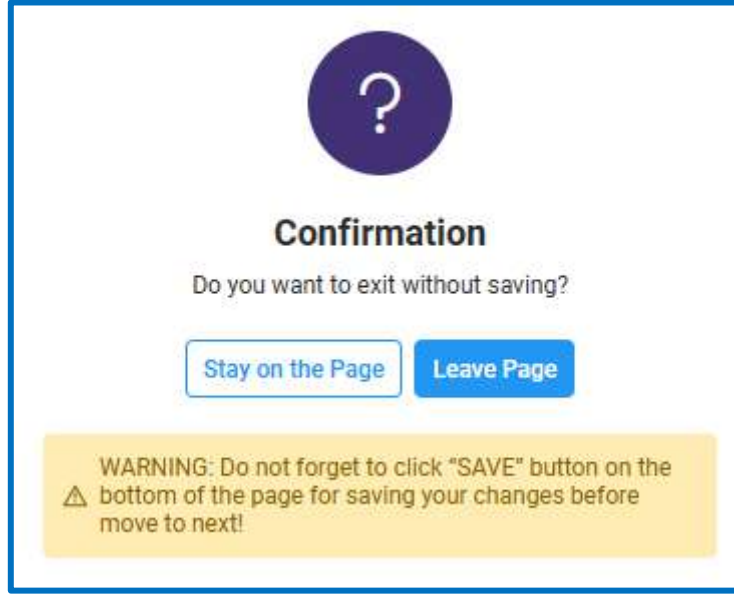 ?
Confirmation
Do you want to exit without saving?
Stay on the Page
Leave Page
WARNING: Do not forget to click “SAVE” button on the
bottom of the page for saving your changes before
move to next!